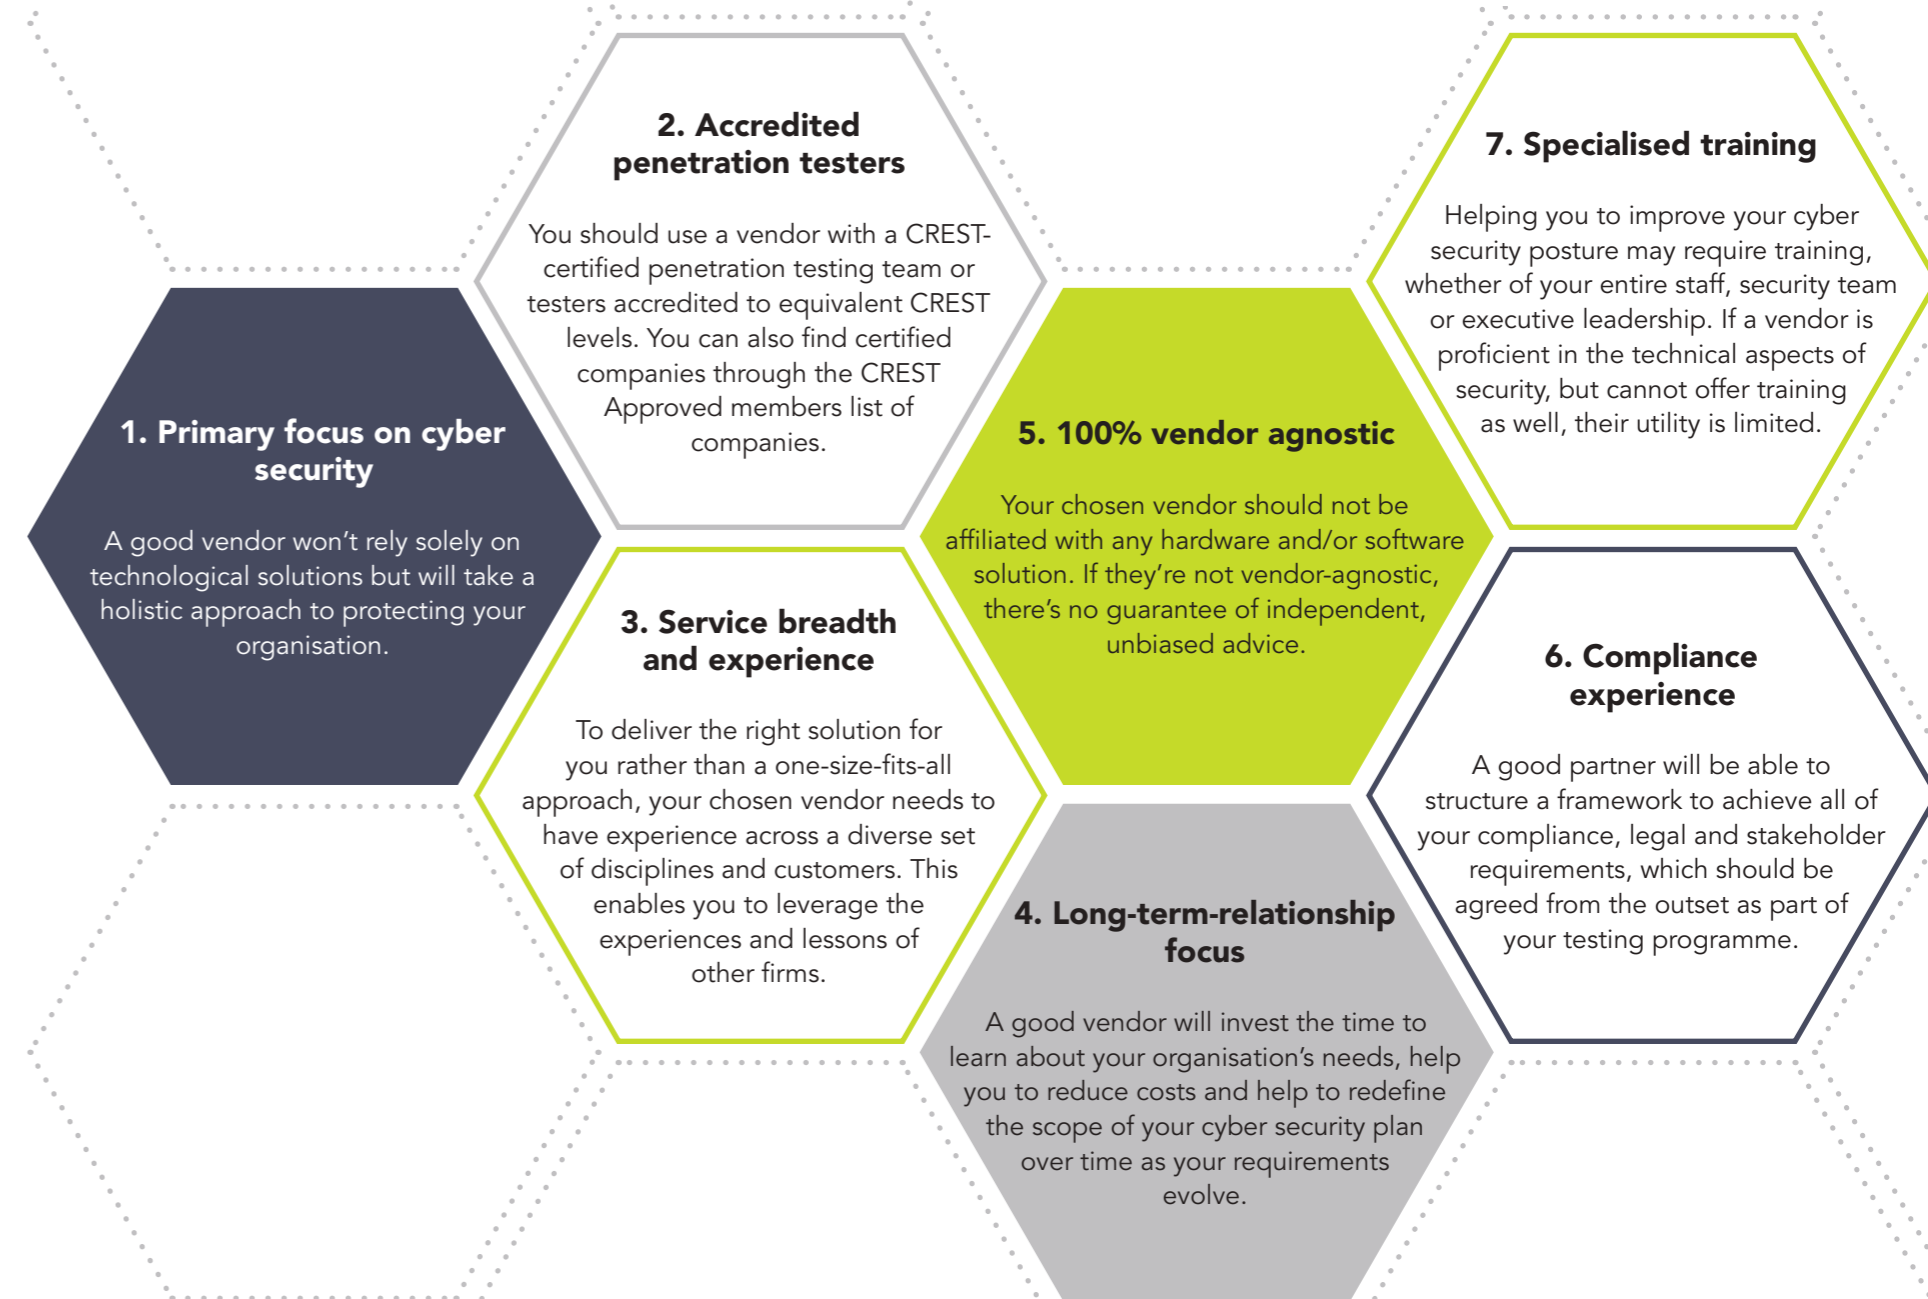 1. Primary focus on cyber
security
A good vendor won’t rely solely on
technological solutions but will take a
holistic approach to protecting your
organisation.
2. Accredited
penetration testers
You should use a vendor with a CREST-
certified penetration testing team or
testers accredited to equivalent CREST
levels. You can also find certified
companies through the CREST
Approved members list of
companies.
3. Service breadth
and experience
To deliver the right solution for
you rather than a one-size-fits-all
approach, your chosen vendor needs to
have experience across a diverse set
of disciplines and customers. This
enables you to leverage the
experiences and lessons of
other firms.
4. Long-term-relationship
focus
A good vendor will invest the time to
learn about your organisation’s needs, help
you to reduce costs and help to redefine
the scope of your cyber security plan
over time as your requirements
evolve.
5. 100% vendor agnostic
Your chosen vendor should not be
affiliated with any hardware and/or software
solution. If they’re not vendor-agnostic,
there’s no guarantee of independent,
unbiased advice.
6. Compliance
experience
A good partner will be able to
structure a framework to achieve all of
your compliance, legal and stakeholder
requirements, which should be
agreed from the outset as part of
your testing programme.
7. Specialised training
Helping you to improve your cyber
security posture may require training,
whether of your entire staff, security team
or executive leadership. If a vendor is
proficient in the technical aspects of
security, but cannot offer training
as well, their utility is limited.